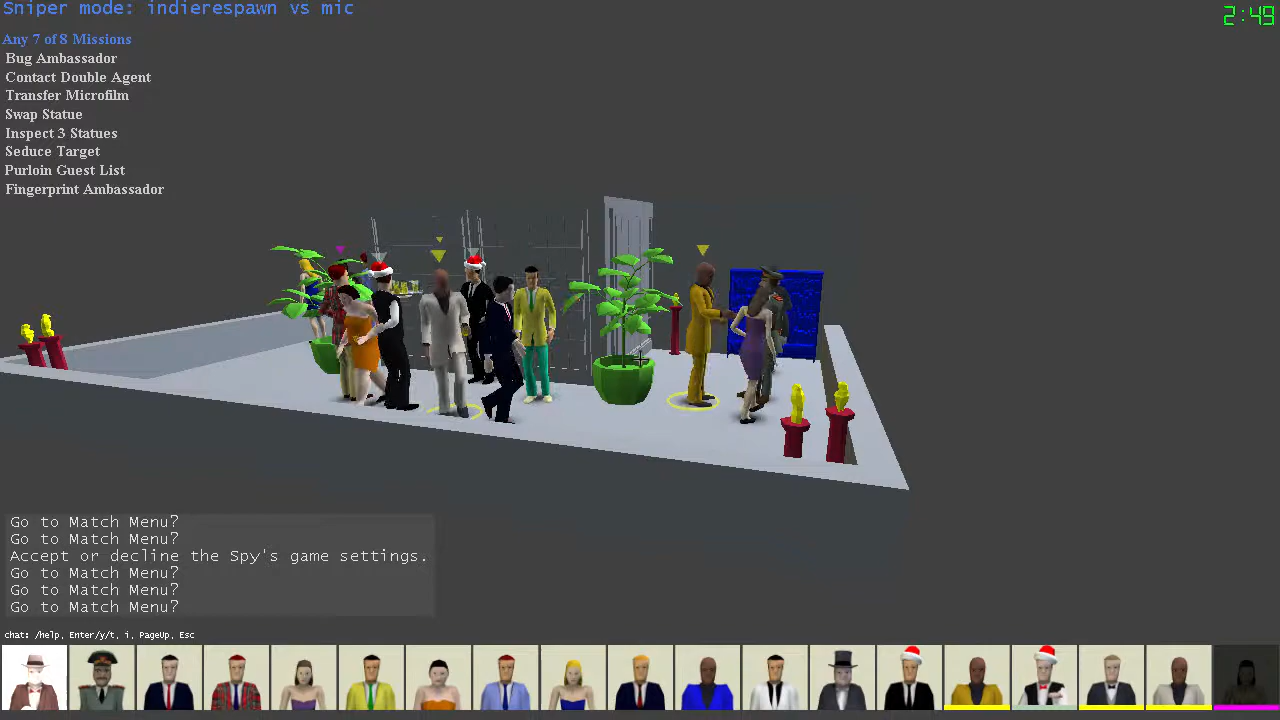 Sniper mode: indierespawn vs mic
2:49
Any 7 of 8 Missions
Bug Ambassador
Contact Double Agent
Transfer Microfilm
Swap Statue
Inspect 3 Statues
Seduce Target
Purloin Guest List
Fingerprint Ambassador
Go to Match Menu?
Go to Match Menu?
Accept or decline the Spy's game settings.
Go to Match Menu?
Go to Match Menu?
Go to Match Menu?
chat: /help, Enter/y/t, i, PageUp, Esc